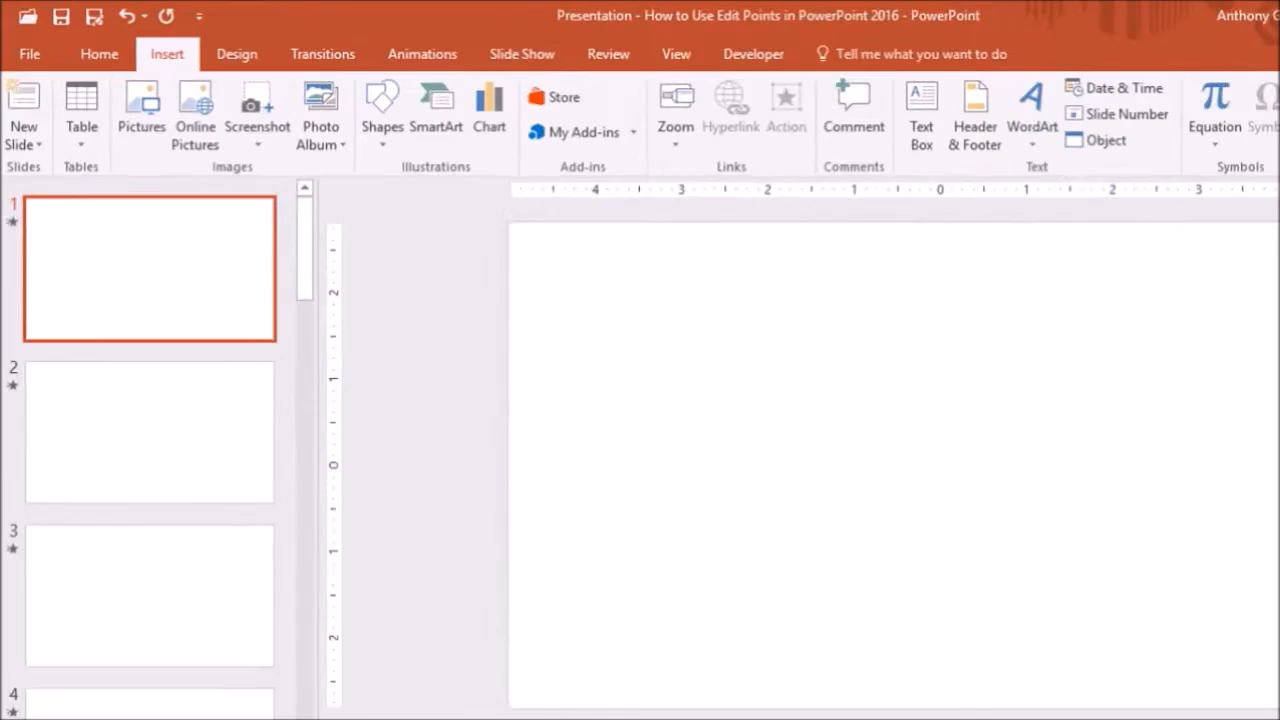 Presentation - How to Use Edit Points in PowerPoint 2016 - PowerPoint
Anthony G
File Home Insert Design Transitions Animations Slide Show Review View Developer Tell me what you want to do
New Slide
Slides
Table
Tables
Pictures
Online Pictures
Screenshot
Photo Album
Images
Shapes
SmartArt
Chart
Illustrations
Store
My Add-ins
Add-ins
Zoom
Hyperlink
Action
Links
Comment
Comments
Text Box
Header & Footer
WordArt
Date & Time
Slide Number
Object
Text
Equation
Symb
Symbols
4 3 2 1 0 1 2 3
2
1
0
1
2
1
2
3
4